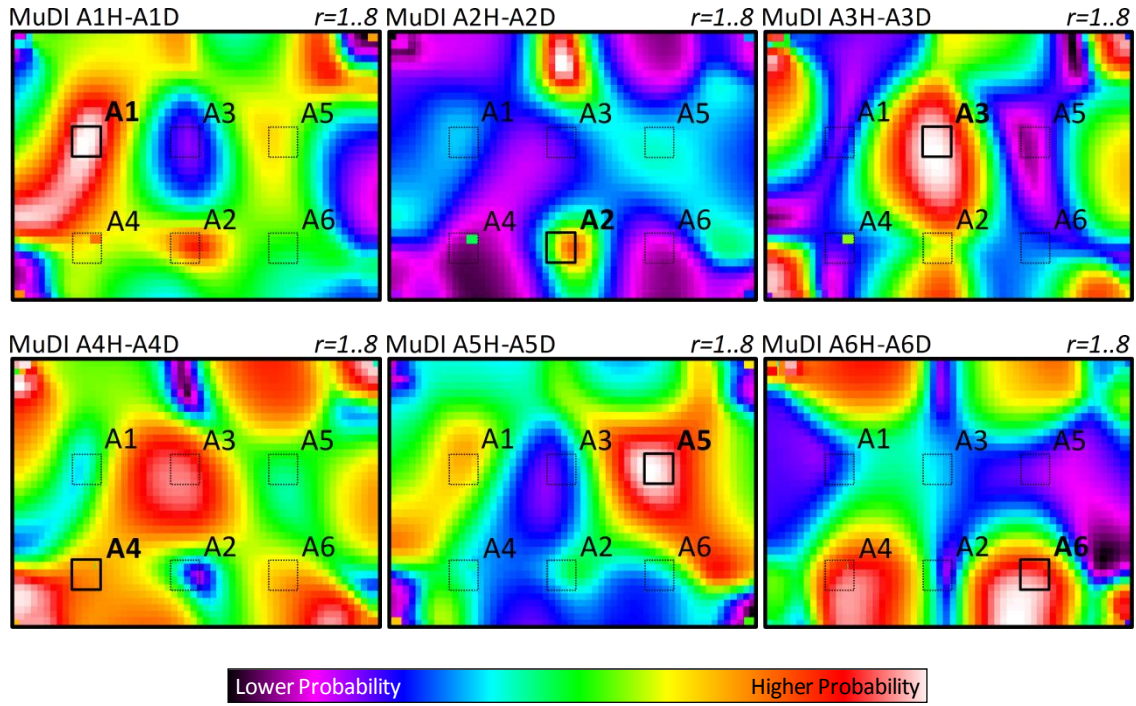 MuDI A1H-A1D r=1..8 MuDI A2H-A2D r=1..8 MuDI A3H-A3D r=1..8
A1 A3 A5 A1 A3 A5 A1 A3 A5
A4 A2 A6 A4 A2 A6 A4 A2 A6
MuDI A4H-A4D r=1..8 MuDI A5H-A5D r=1..8 MuDI A6H-A6D r=1..8
A1 A3 A5 A1 A3 A5 A1 A3 A5
A4 A2 A6 A4 A2 A6 A4 A2 A6
Lower Probability Higher Probability